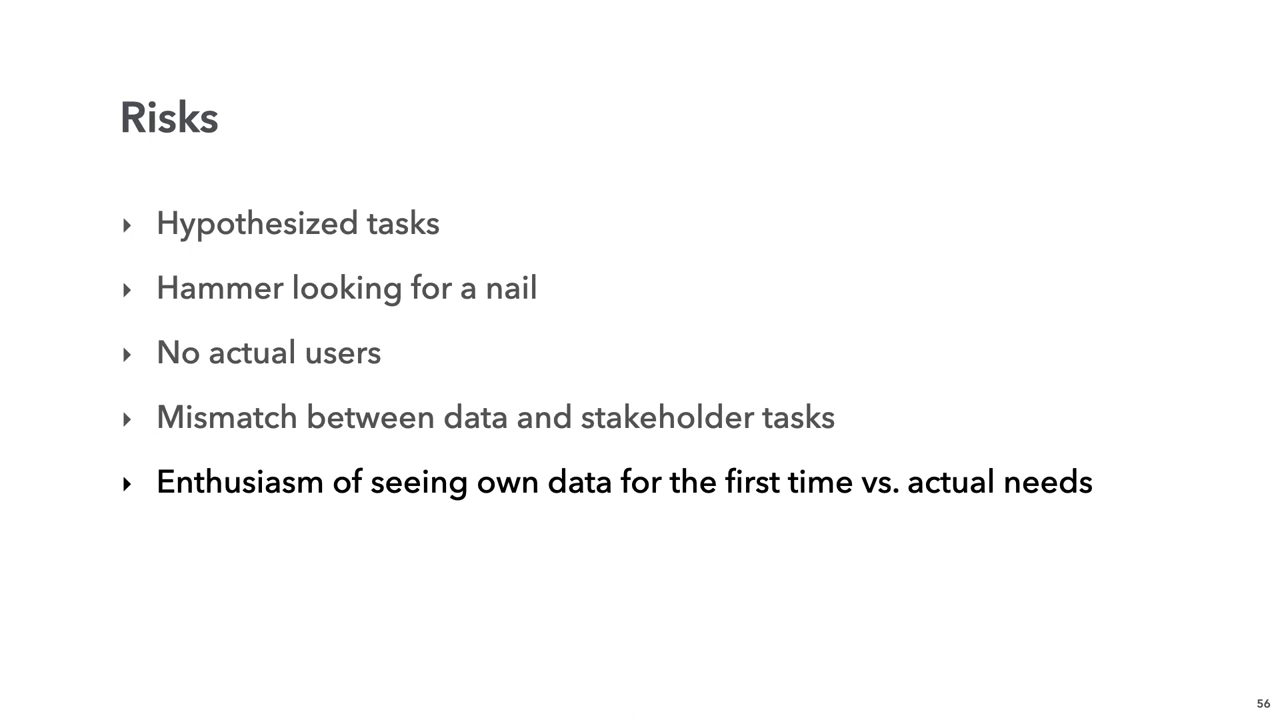 Risks
‣ Hypothesized tasks
‣ Hammer looking for a nail
‣ No actual users
‣ Mismatch between data and stakeholder tasks
‣ Enthusiasm of seeing own data for the first time vs. actual needs
56